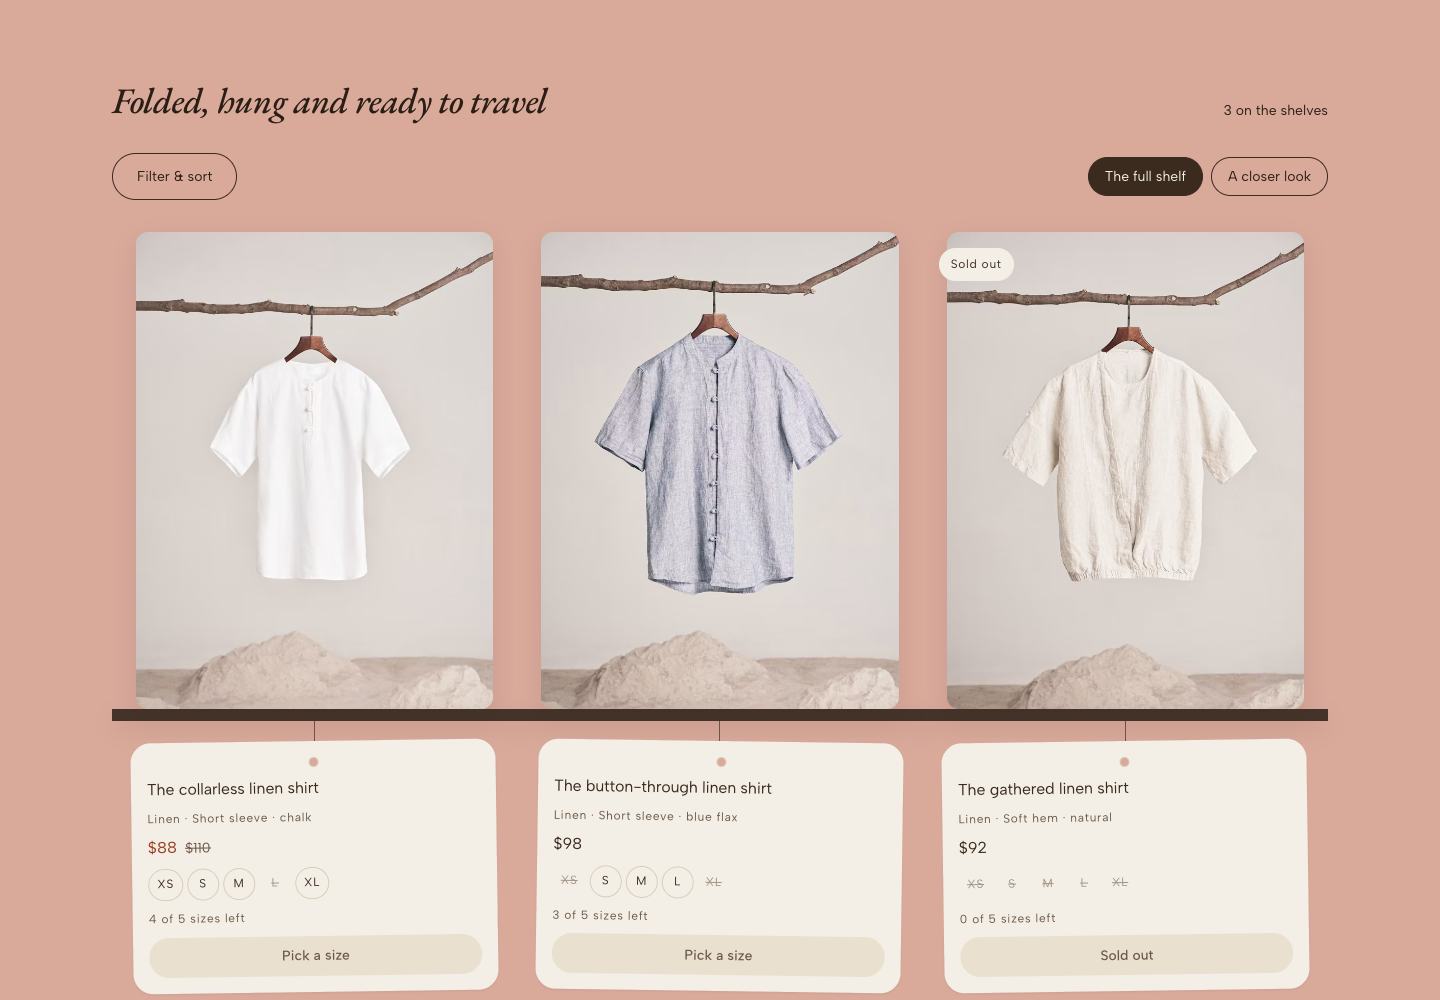 Folded, hung and ready to travel
3 on the shelves
Filter & sort
The full shelf
A closer look
Sold out
The collarless linen shirt
Linen · Short sleeve · chalk
$88 $110
XS S M L XL
4 of 5 sizes left
Pick a size
The button-through linen shirt
Linen · Short sleeve · blue flax
$98
XS S M L XL
3 of 5 sizes left
Pick a size
The gathered linen shirt
Linen · Soft hem · natural
$92
XS S M L XL
0 of 5 sizes left
Sold out